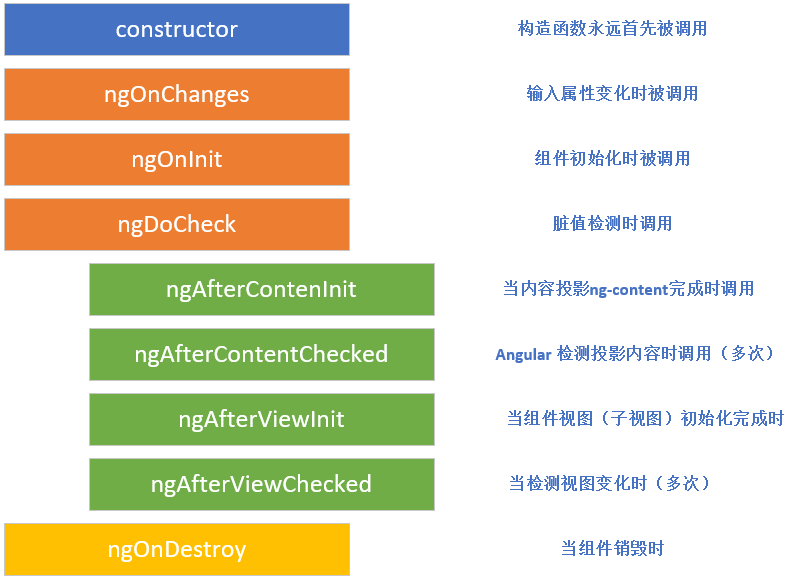 constructor 构造函数永远首先被调用
ngOnChanges 输入属性变化时被调用
ngOnInit 组件初始化时被调用
ngDoCheck 脏值检测时调用
ngAfterContenInit 当内容投影ng-content完成时调用
ngAfterContentChecked Angular 检测投影内容时调用（多次）
ngAfterViewInit 当组件视图（子视图）初始化完成时
ngAfterViewChecked 当检测视图变化时（多次）
ngOnDestroy 当组件销毁时